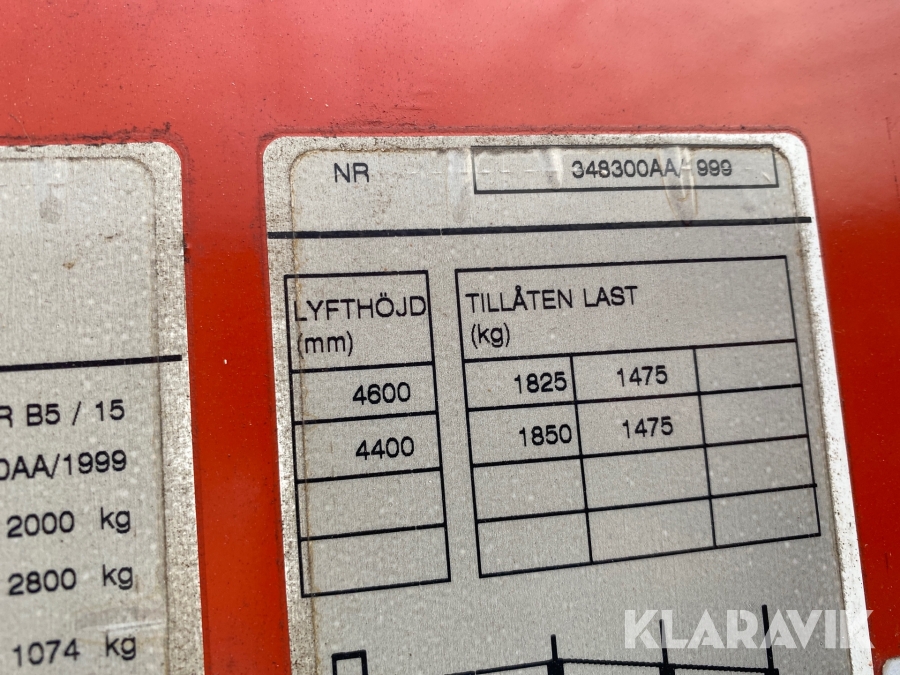 NR 348300AA/ 999
LYFTHÖJD
(mm)
4600
4400
TILLÅTEN LAST
(kg)
1825 1475
1850 1475
R B5 / 15
0AA/1999
2000 kg
2800 kg
1074 kg
KLARAVIK